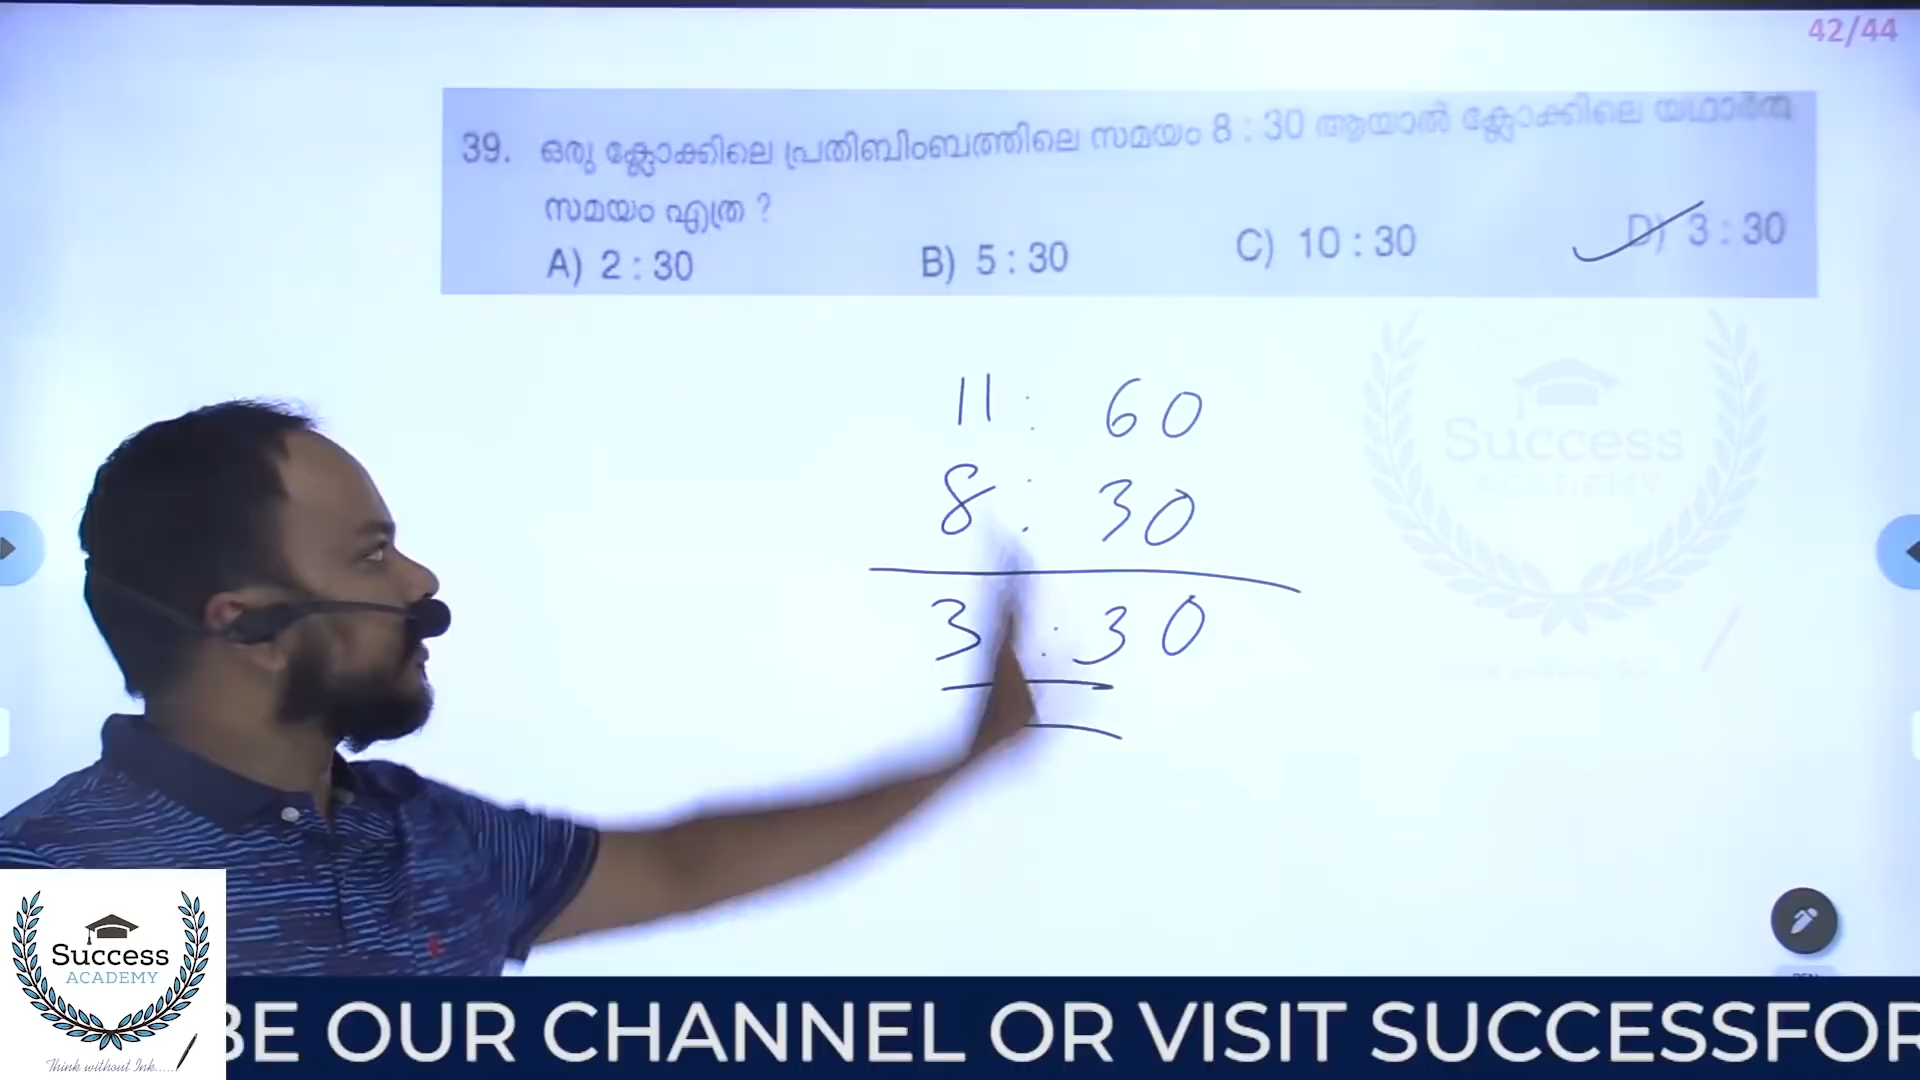 42/44
39. ഒരു ക്ലോക്കിലെ പ്രതിബിംബത്തിലെ സമയം 8 : 30 ആയാൽ ക്ലോക്കിലെ യഥാർത്ഥ
സമയം എത്ര ?
A) 2 : 30 B) 5 : 30 C) 10 : 30 D) 3 : 30
11 : 60
8 : 30
3 : 30
Success
ACADEMY
Success
ACADEMY
Think without Ink.....
BE OUR CHANNEL OR VISIT SUCCESSFOR